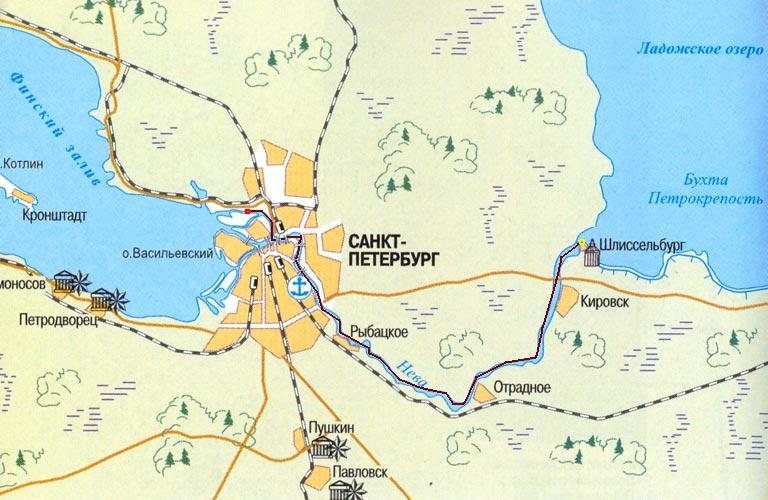 Ладожское озеро
Финский залив
.Котлин
Кронштадт
Бухта
Петрокрепость
о.Васильевский
САНКТ-
ПЕТЕРБУРГ
Шлиссельбург
моносов
Петродворец
Кировск
Рыбацкое
Нева
Отрадное
Пушкин
Павловск